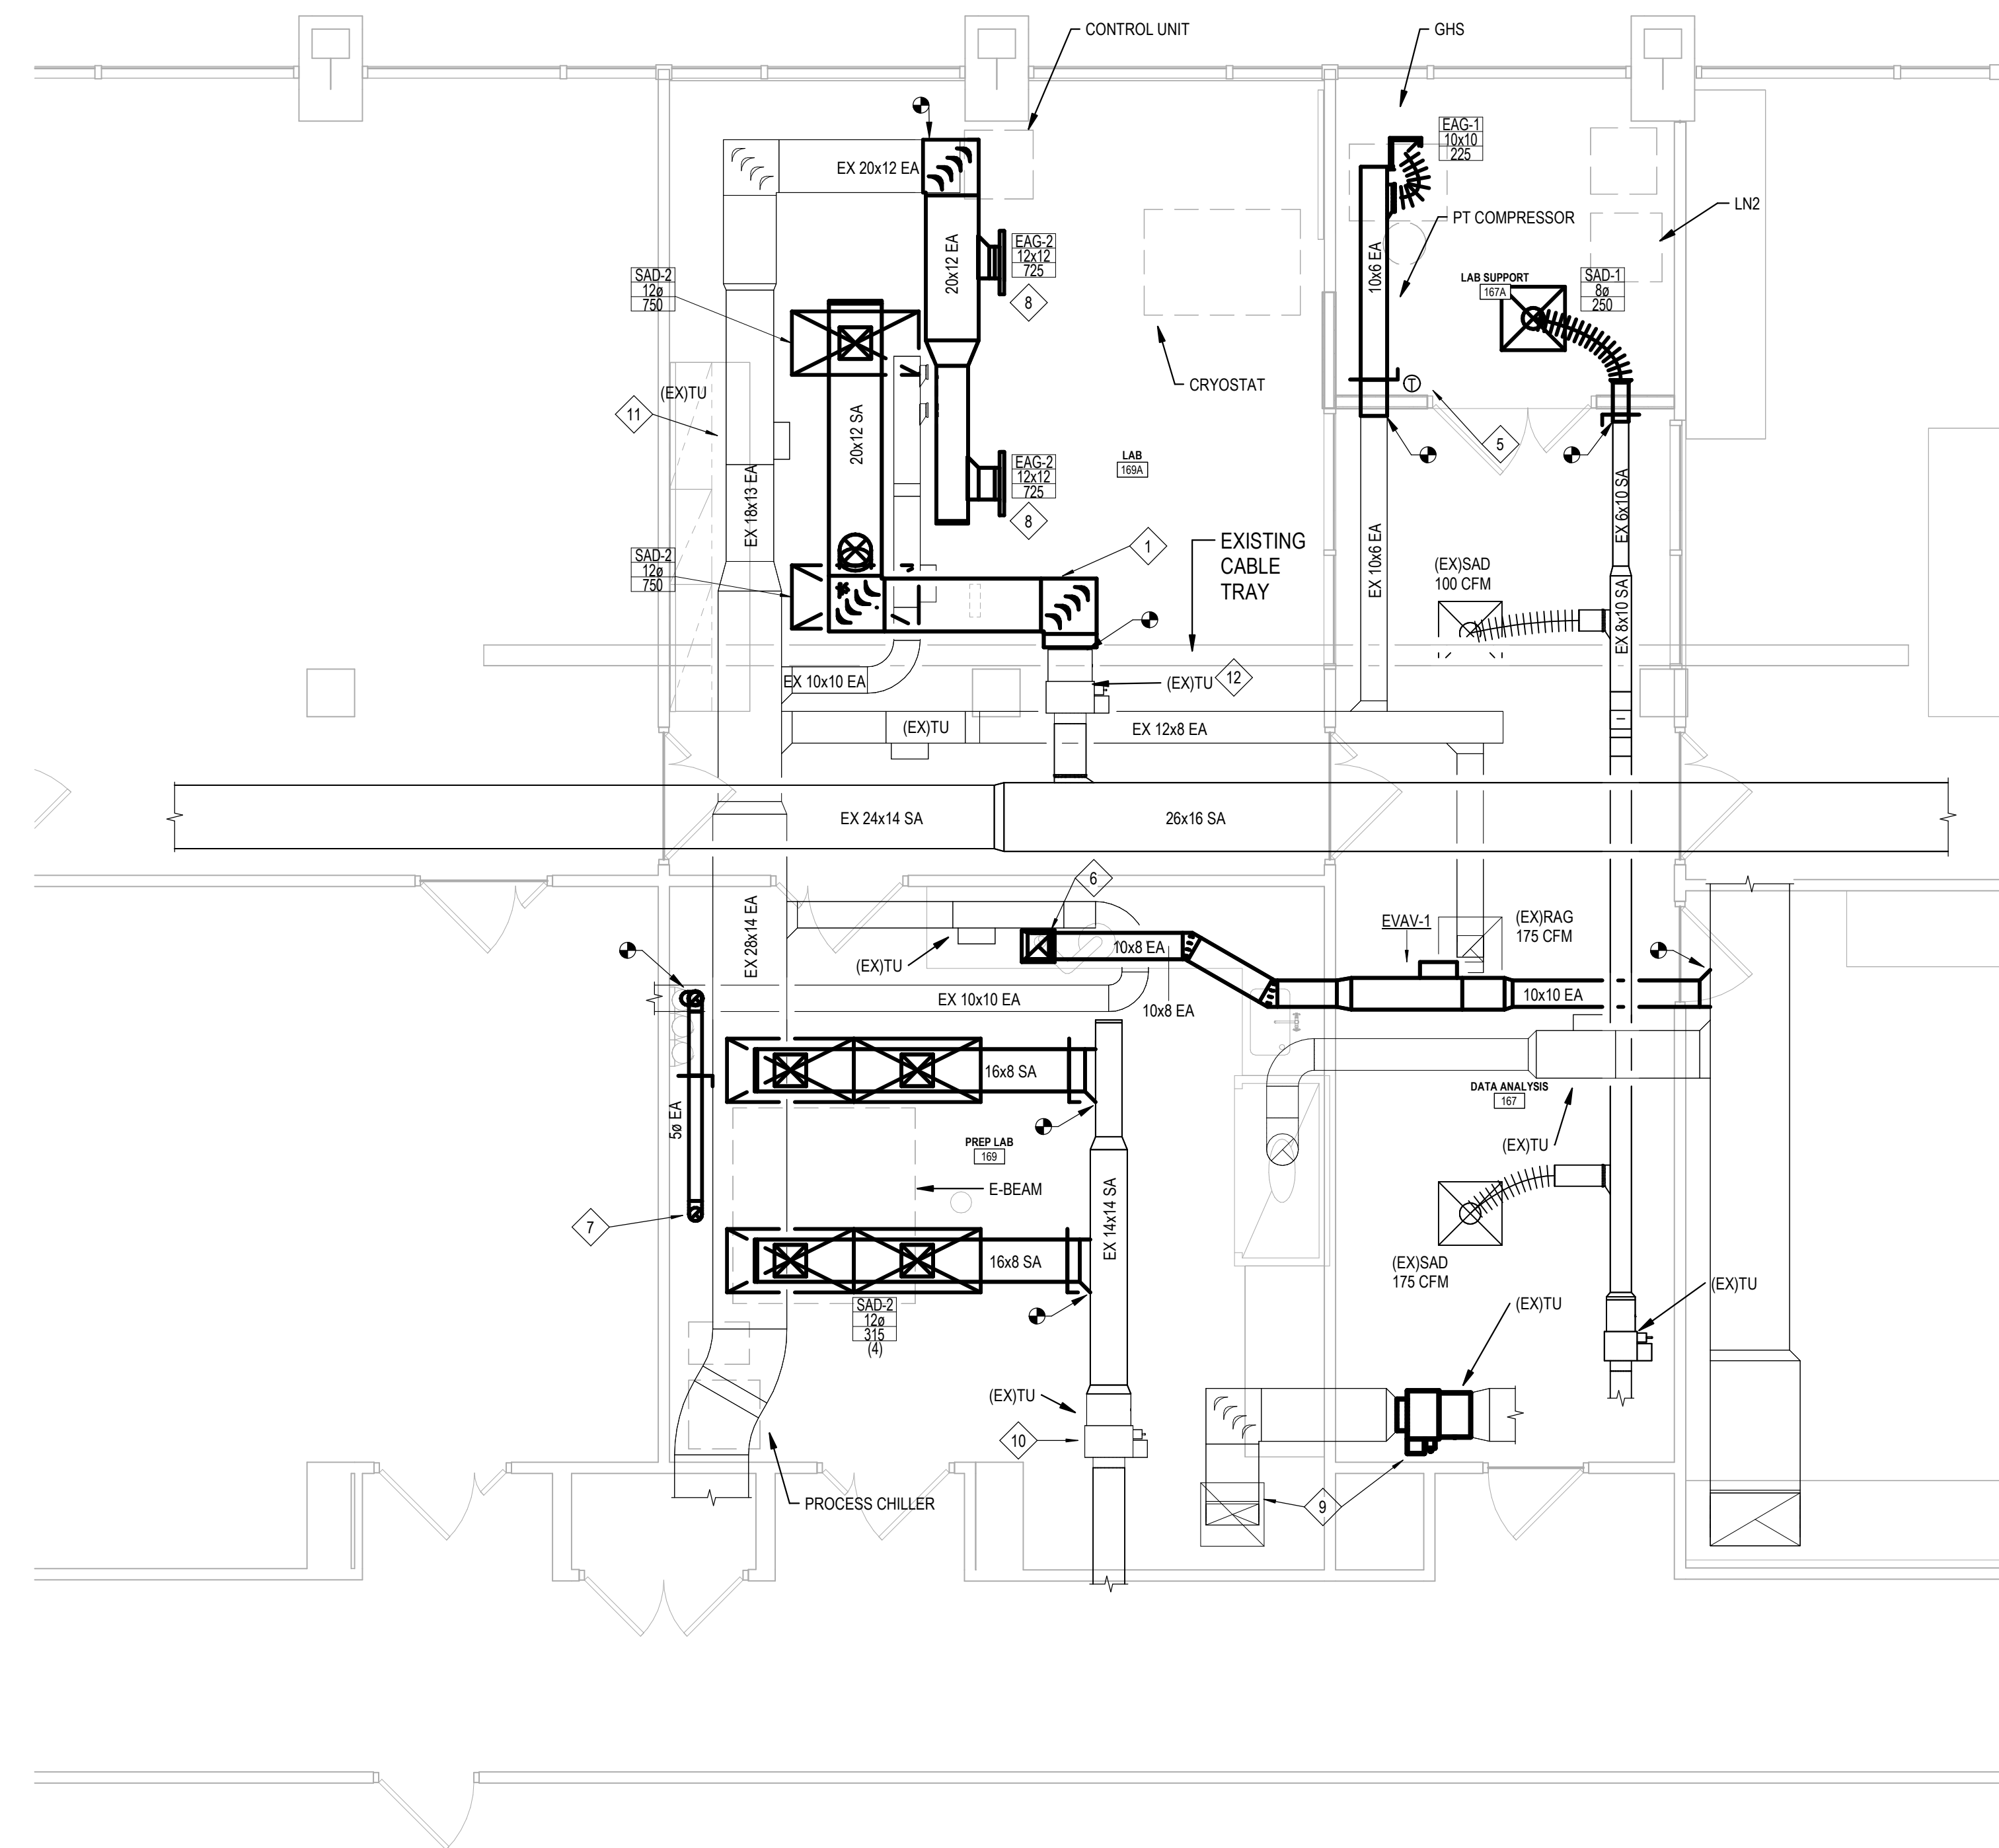 CONTROL UNIT
GHS
EAG-1
10x10
225
EX 20x12 EA
LN2
PT COMPRESSOR
EAG-2
12x12
725
20x12 EA
10x6 EA
SAD-2
12ø
750
LAB SUPPORT
167A
SAD-1
8ø
250
8
CRYOSTAT
(EX)TU
11
T
20x12 SA
5
LAB
169A
EAG-2
12x12
725
EX 18x13 EA
EX 6x10 SA
8
1
EXISTING
CABLE
TRAY
SAD-2
12ø
750
EX 10x6 EA
(EX)SAD
100 CFM
EX 8x10 SA
EX 10x10 EA
(EX)TU
12
(EX)TU
EX 12x8 EA
EX 24x14 SA
26x16 SA
6
EX 28x14 EA
EVAV-1
(EX)RAG
175 CFM
10x8 EA
(EX)TU
EX 10x10 EA
10x8 EA
10x10 EA
16x8 SA
DATA ANALYSIS
167
5ø EA
PREP LAB
169
(EX)TU
E-BEAM
EX 14x14 SA
7
16x8 SA
(EX)SAD
175 CFM
(EX)TU
SAD-2
12ø
315
(4)
(EX)TU
(EX)TU
10
PROCESS CHILLER
9